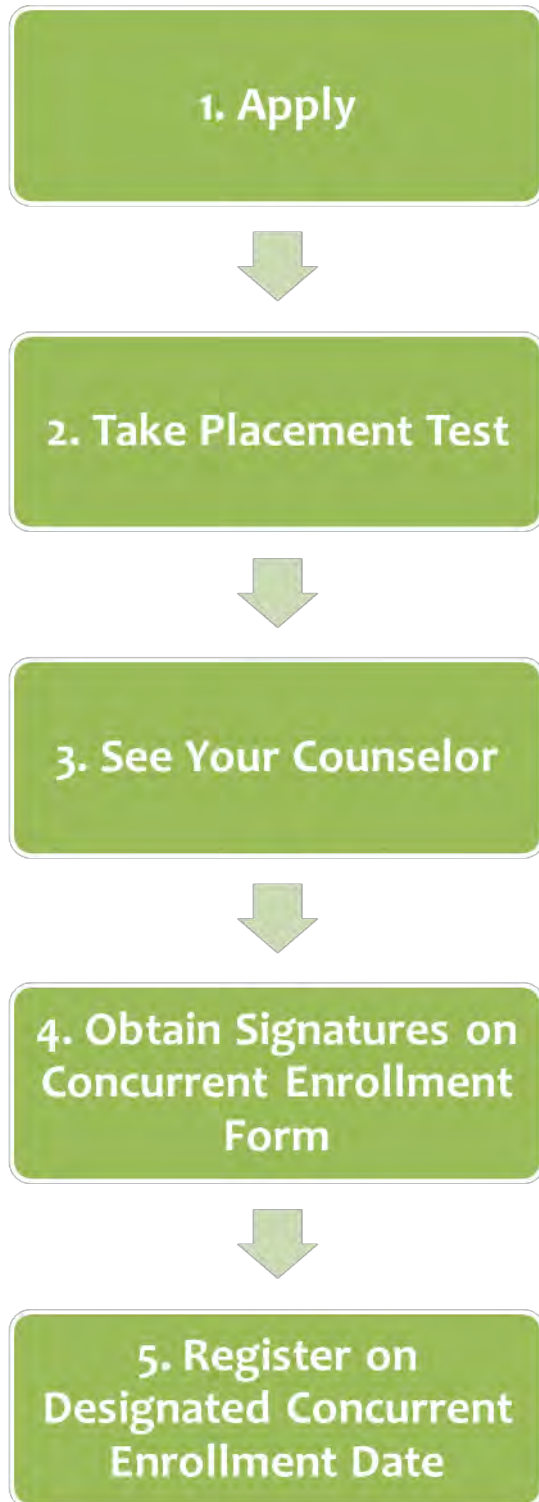 1. Apply
2. Take Placement Test
3. See Your Counselor
4. Obtain Signatures on
Concurrent Enrollment
Form
5. Register on
Designated Concurrent
Enrollment Date